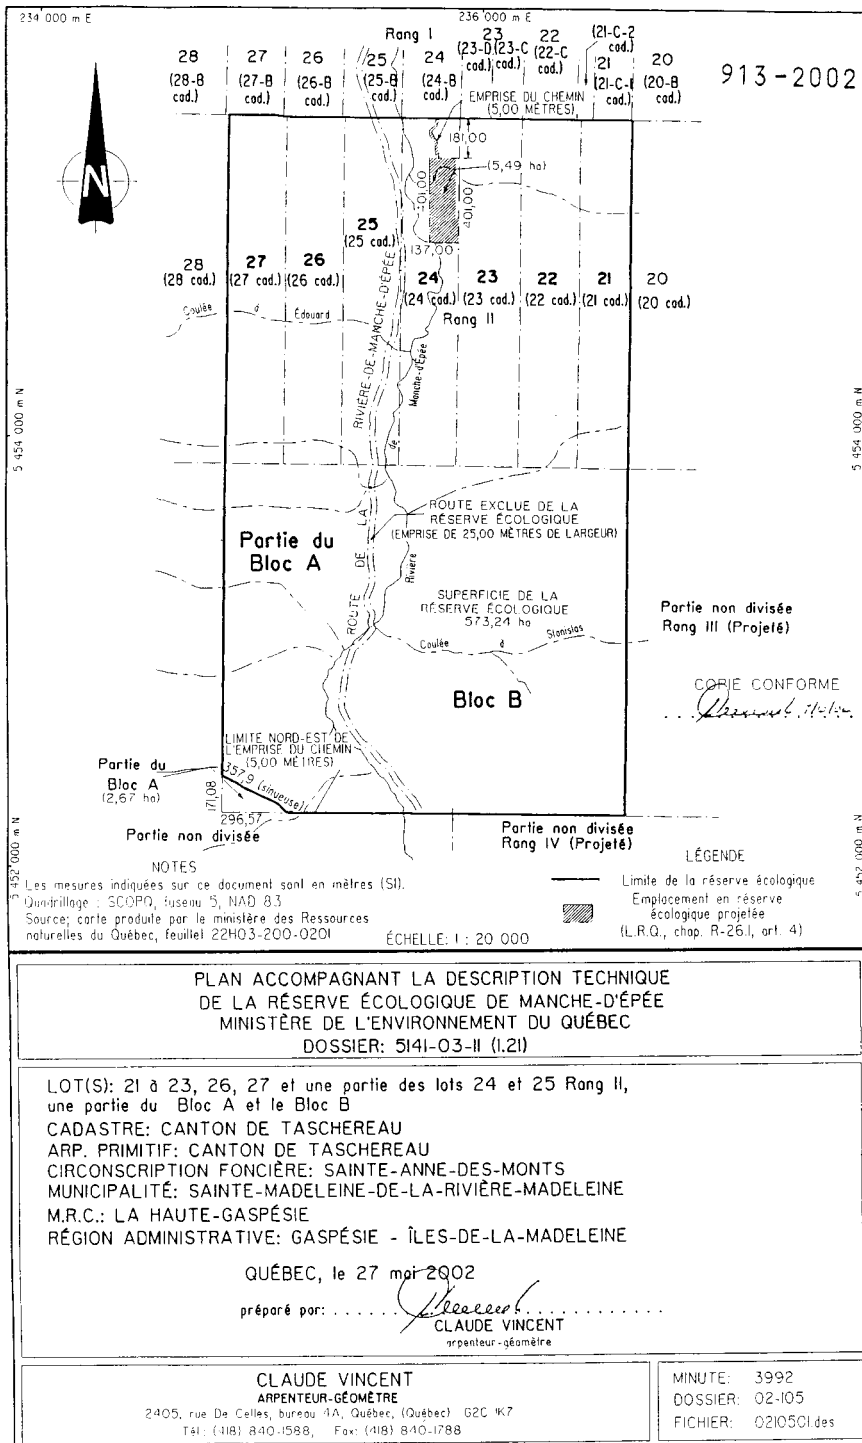 234 000 m E
236 000 m E
913-2002
Rang I
28
(28-B
cad.)
27
(27-B
cad.)
26
(26-B
cad.)
25
(25-B
cad.)
24
(24-B
cad.)
23
(23-D
cad.)
(23-C
cad.)
22
(22-C
cad.)
(21-C-2
cad.)
21
(21-C-1
cad.)
20
(20-B
cad.)
EMPRISE DU CHEMIN
(5,00 MÈTRES)
181,00
(5,49 ha)
401,00
401,00
137,00
N
28
(28 cad.)
27
(27 cad.)
26
(26 cad.)
25
(25 cad.)
24
(24 cad.)
23
(23 cad.)
22
(22 cad.)
21
(21 cad.)
20
(20 cad.)
Rang II
Coulée à Édouard
ROUTE DE LA RIVIÈRE-DE-MANCHE-D'ÉPÉE
Rivière de Manche-d'Épée
5 454 000 m N
5 454 000 m N
ROUTE EXCLUE DE LA
RÉSERVE ÉCOLOGIQUE
(EMPRISE DE 25,00 MÈTRES DE LARGEUR)
Partie du
Bloc A
SUPERFICIE DE LA
RÉSERVE ÉCOLOGIQUE
573,24 ha
Partie non divisée
Rang III (Projeté)
Coulée à Stanislas
Bloc B
COPIE CONFORME
LIMITE NORD-EST DE
L'EMPRISE DU CHEMIN
(5,00 MÈTRES)
Partie du
Bloc A
(2,67 ha)
357,9 (sinueuse)
171,08
296,57
Partie non divisée
Partie non divisée
Rang IV (Projeté)
5 452 000 m N
5 452 000 m N
NOTES
Les mesures indiquées sur ce document sont en mètres (SI).
Quadrillage : SCOPQ, fuseau 5, NAD 83
Source; carte produite par le ministère des Ressources
naturelles du Québec, feuillet 22H03-200-0201
ÉCHELLE: 1 : 20 000
LÉGENDE
Limite de la réserve écologique
Emplacement en réserve
écologique projetée
(L.R.Q., chap. R-26.1, art. 4)
PLAN ACCOMPAGNANT LA DESCRIPTION TECHNIQUE
DE LA RÉSERVE ÉCOLOGIQUE DE MANCHE-D'ÉPÉE
MINISTÈRE DE L'ENVIRONNEMENT DU QUÉBEC
DOSSIER: 5141-03-11 (1.21)
LOT(S): 21 à 23, 26, 27 et une partie des lots 24 et 25 Rang II,
une partie du Bloc A et le Bloc B
CADASTRE: CANTON DE TASCHEREAU
ARP. PRIMITIF: CANTON DE TASCHEREAU
CIRCONSCRIPTION FONCIÈRE: SAINTE-ANNE-DES-MONTS
MUNICIPALITÉ: SAINTE-MADELEINE-DE-LA-RIVIÈRE-MADELEINE
M.R.C.: LA HAUTE-GASPÉSIE
RÉGION ADMINISTRATIVE: GASPÉSIE - ÎLES-DE-LA-MADELEINE
QUÉBEC, le 27 mai 2002
préparé par:
CLAUDE VINCENT
arpenteur-géomètre
CLAUDE VINCENT
ARPENTEUR-GÉOMÈTRE
2405, rue De Celles, bureau 4A, Québec, (Québec) G2C 1K7
Tél: (418) 840-1588, Fax: (418) 840-1788
MINUTE: 3992
DOSSIER: 02-105
FICHIER: 02105C1.des